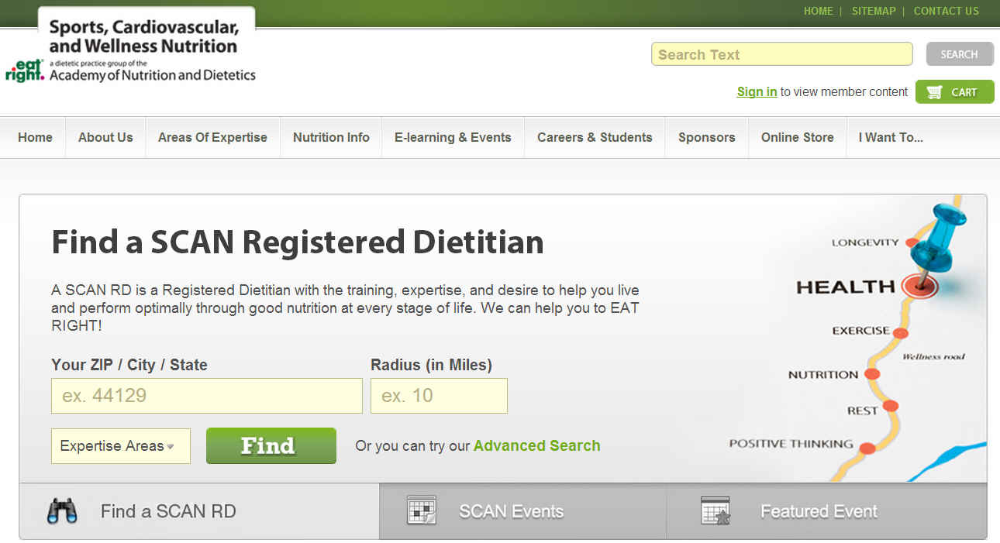 HOME | SITEMAP | CONTACT US
Sports, Cardiovascular,
and Wellness Nutrition
eat right. a dietetic practice group of the
Academy of Nutrition and Dietetics
Search Text
SEARCH
Sign in to view member content
CART
Home
About Us
Areas Of Expertise
Nutrition Info
E-learning & Events
Careers & Students
Sponsors
Online Store
I Want To...
Find a SCAN Registered Dietitian
A SCAN RD is a Registered Dietitian with the training, expertise, and desire to help you live
and perform optimally through good nutrition at every stage of life. We can help you to EAT
RIGHT!
Your ZIP / City / State
Radius (in Miles)
ex. 44129
ex. 10
Expertise Areas
Find
Or you can try our Advanced Search
LONGEVITY
HEALTH
EXERCISE
Wellness road
NUTRITION
REST
POSITIVE THINKING
Find a SCAN RD
SCAN Events
Featured Event